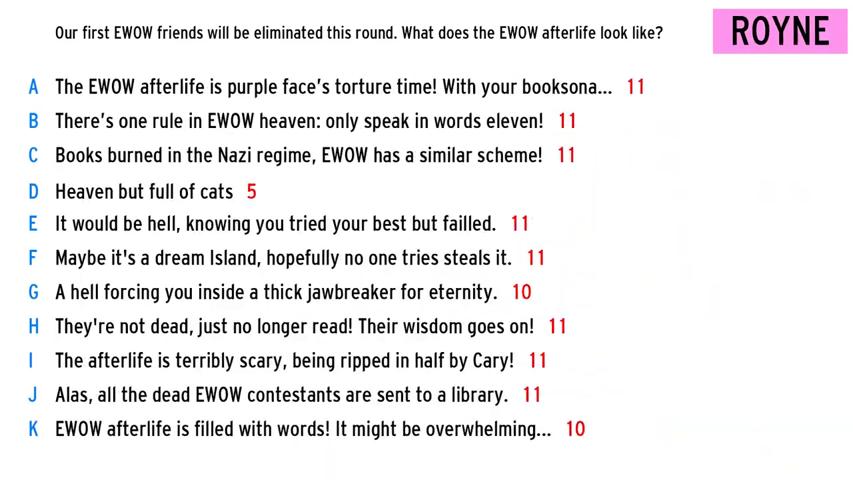 Our first EWOW friends will be eliminated this round. What does the EWOW afterlife look like?
ROYNE
A The EWOW afterlife is purple face's torture time! With your booksona... 11
B There's one rule in EWOW heaven: only speak in words eleven! 11
C Books burned in the Nazi regime, EWOW has a similar scheme! 11
D Heaven but full of cats 5
E It would be hell, knowing you tried your best but failled. 11
F Maybe it's a dream Island, hopefully no one tries steals it. 11
G A hell forcing you inside a thick jawbreaker for eternity. 10
H They're not dead, just no longer read! Their wisdom goes on! 11
I The afterlife is terribly scary, being ripped in half by Cary! 11
J Alas, all the dead EWOW contestants are sent to a library. 11
K EWOW afterlife is filled with words! It might be overwhelming... 10